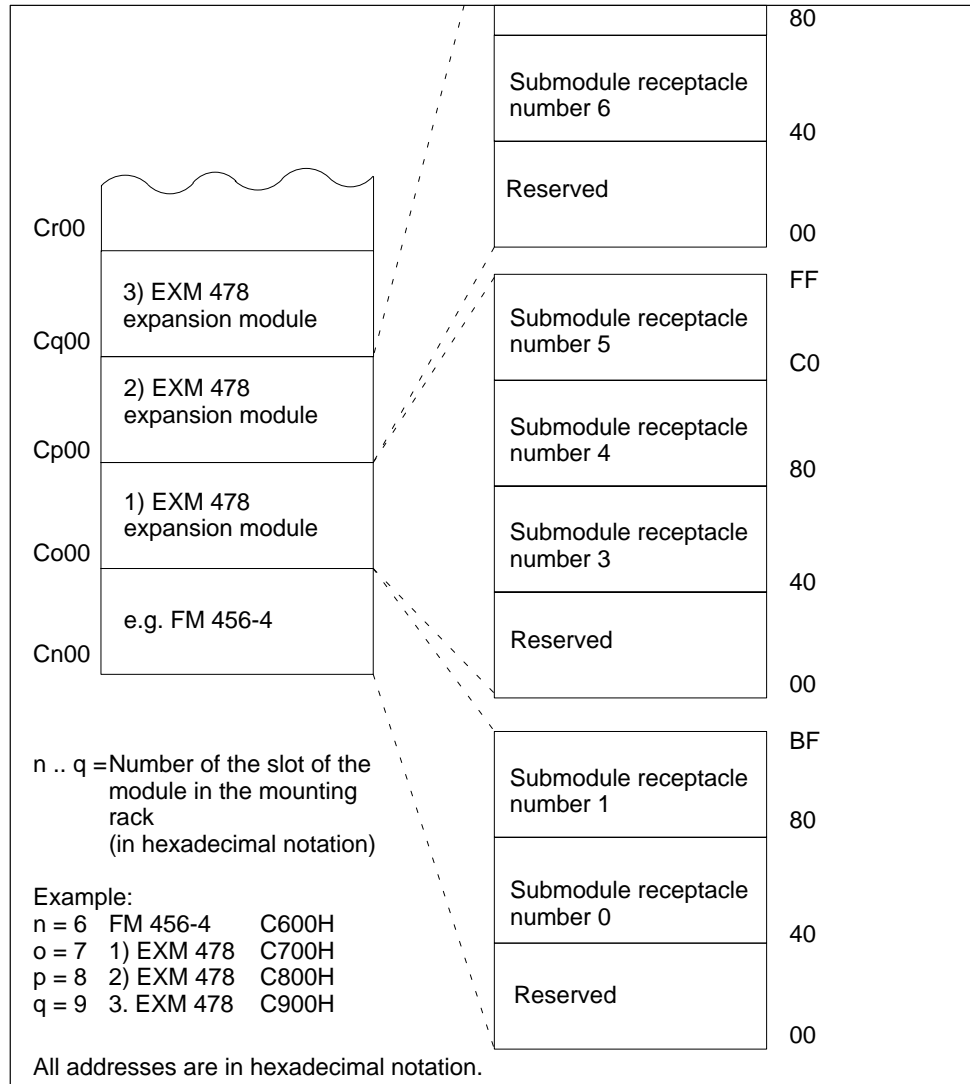 80
Submodule receptacle
number 6
40
Reserved
00
Cr00
3) EXM 478
expansion module
Cq00
2) EXM 478
expansion module
Cp00
1) EXM 478
expansion module
Co00
e.g. FM 456-4
Cn00
FF
Submodule receptacle
number 5
C0
Submodule receptacle
number 4
80
Submodule receptacle
number 3
40
Reserved
00
BF
Submodule receptacle
number 1
80
Submodule receptacle
number 0
40
Reserved
00
n .. q =Number of the slot of the
module in the mounting
rack
(in hexadecimal notation)
Example:
n = 6 FM 456-4 C600H
o = 7 1) EXM 478 C700H
p = 8 2) EXM 478 C800H
q = 9 3. EXM 478 C900H
All addresses are in hexadecimal notation.